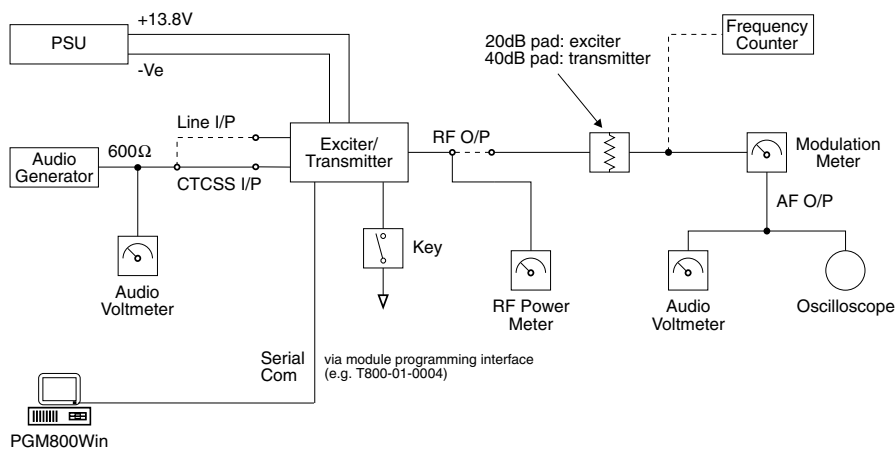 +13.8V
PSU
-Ve
20dB pad: exciter
40dB pad: transmitter
Frequency
Counter
Line I/P
Exciter/
Transmitter
RF O/P
600Ω
Audio
Generator
CTCSS I/P
Modulation
Meter
AF O/P
Key
Audio
Voltmeter
RF Power
Meter
Audio
Voltmeter
Oscilloscope
Serial
Com
via module programming interface
(e.g. T800-01-0004)
PGM800Win